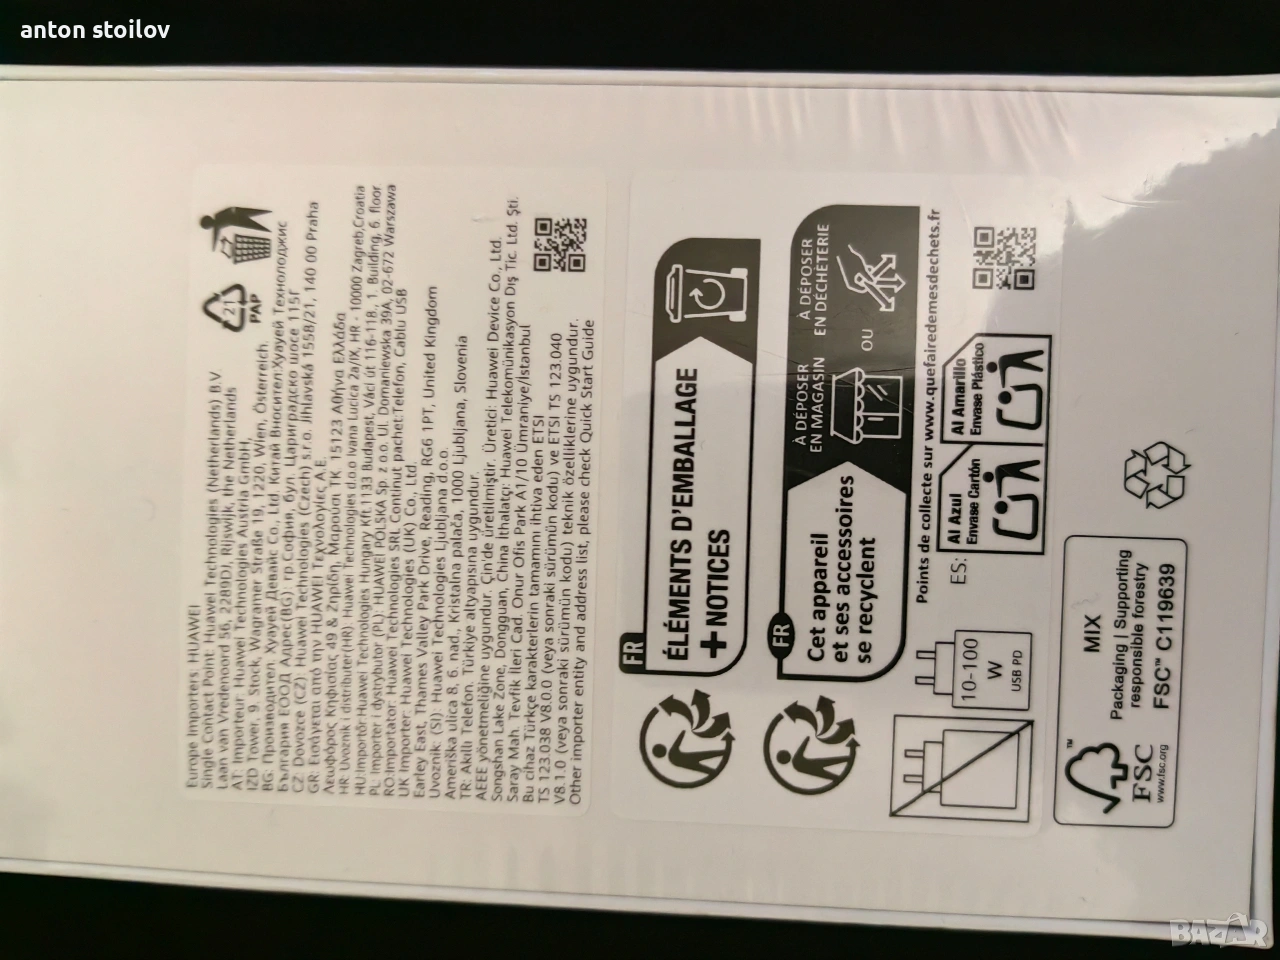 anton stoilov
Europe Importers: HUAWEI
Single Contact Point: Huawei Technologies (Netherlands) B.V.
Laan van Vredenoord 56, 2289DJ, Rijswijk, the Netherlands
AT: Importeur: Huawei Technologies Austria GmbH,
IZD Tower, 9. Stock, Wagramer Straße 19, 1220, Wien, Österreich.
BG: Производител: Хуауей Девайс Co., Ltd. Китай Вносител:Хуауей Технолоджис
България ЕООД Адрес(BG): гр.София, бул. Цариградско шосе 115Г
CZ: Dovozce (CZ): Huawei Technologies (Czech) s.r.o. Jihlavská 1558/21, 140 00 Praha
GR: Εισάγεται από την HUAWEI Τεχνολογίες A.E.
Λεωφόρος Κηφισίας 49 & Ζηρίδη, Μαρούσι Τ.Κ. 15123 Αθήνα Ελλάδα
HR: Uvoznik i distributer(HR): Huawei Technologies d.o.o Ivana Lucica 2a/IX, HR - 10000 Zagreb,Croatia
HU:Importőr:Huawei Technologies Hungary Kft.1133 Budapest, Váci út 116-118., 1. Building, 6. floor.
PL: Importer i dystrybutor (PL): HUAWEI POLSKA Sp. z o.o. Ul. Domaniewska 39A, 02-672 Warszawa
RO:Importator: Huawei Technologies SRL Continut pachet:Telefon, Cablu USB
UK Importer: Huawei Technologies (UK) Co., Ltd.
Earley East, Thames Valley Park Drive, Reading, RG6 1PT, United Kingdom
Uvoznik: (SI): Huawei Technologies Ljubljana d.o.o.
Ameriška ulica 8, 6. nad., Kristalna palača, 1000 Ljubljana, Slovenia
TR: Akıllı Telefon, Türkiye altyapısına uygundur.
AEEE yönetmeliğine uygundur. Çin'de üretilmiştir. Üretici: Huawei Device Co., Ltd.
Songshan Lake Zone, Dongguan, China İthalatçı: Huawei Telekomünikasyon Dış Tic. Ltd. Şti.
Saray Mah. Tevfik İleri Cad. Onur Ofis Park A1/10 Ümraniye/İstanbul
Bu cihaz Türkçe karakterlerin tamamını ihtiva eden ETSI
TS 123.038 V8.0.0 (veya sonraki sürümün kodu) ve ETSI TS 123.040
V8.1.0 (veya sonraki sürümün kodu) teknik özelliklerine uygundur.
Other importer entity and address list, please check Quick Start Guide
21
PAP
FR
ÉLÉMENTS D'EMBALLAGE
+ NOTICES
FR
Cet appareil
et ses accessoires
se recyclent
À DÉPOSER
EN MAGASIN
OU
À DÉPOSER
EN DÉCHÈTERIE
Points de collecte sur www.quefairedemesdechets.fr
10-100
W
USB PD
ES:
Al Azul
Envase Cartón
Al Amarillo
Envase Plástico
FSC
www.fsc.org
MIX
Packaging | Supporting
responsible forestry
FSC™ C119639
BAZAR